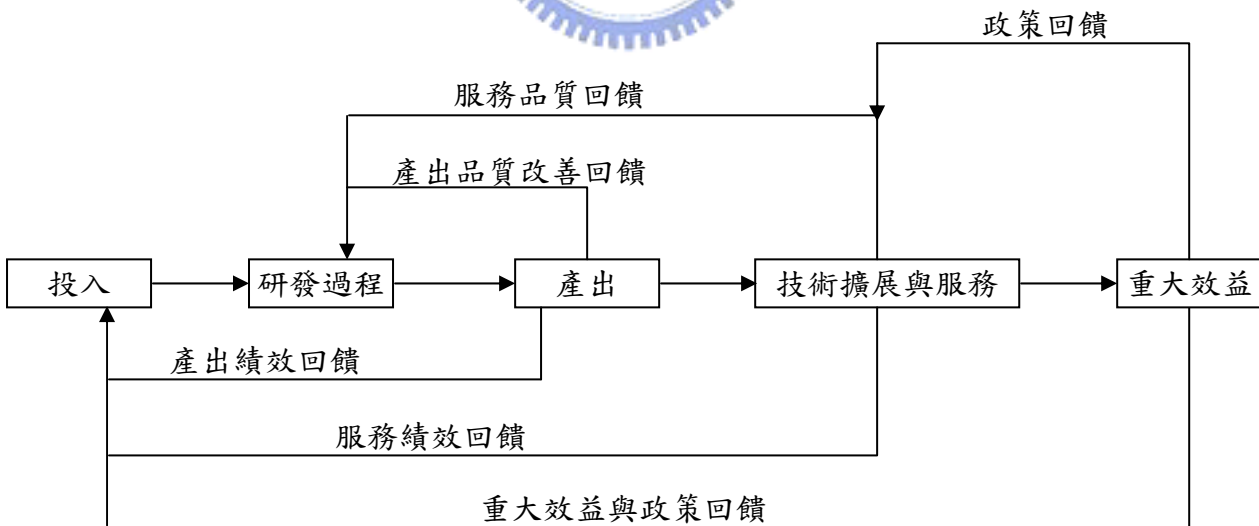 政策回饋
服務品質回饋
產出品質改善回饋
投入
研發過程
產出
技術擴展與服務
重大效益
產出績效回饋
服務績效回饋
重大效益與政策回饋